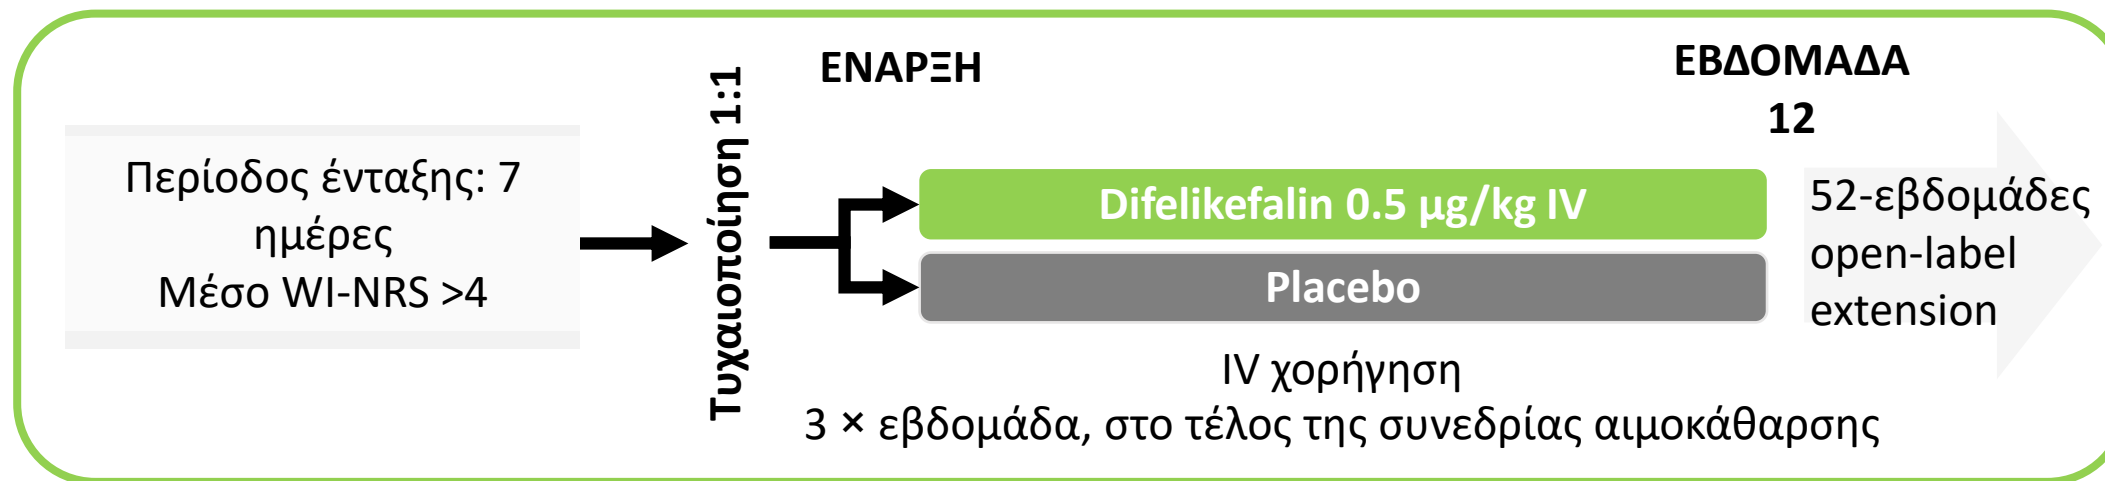 Περίοδος ένταξης: 7
ημέρες
Μέσο WI-NRS >4
Τυχαιοποίηση 1:1
ΕΝΑΡΞΗ
ΕΒΔΟΜΑΔΑ
12
Difelikefalin 0.5 μg/kg IV
Placebo
52-εβδομάδες
open-label
extension
IV χορήγηση
3 × εβδομάδα, στο τέλος της συνεδρίας αιμοκάθαρσης